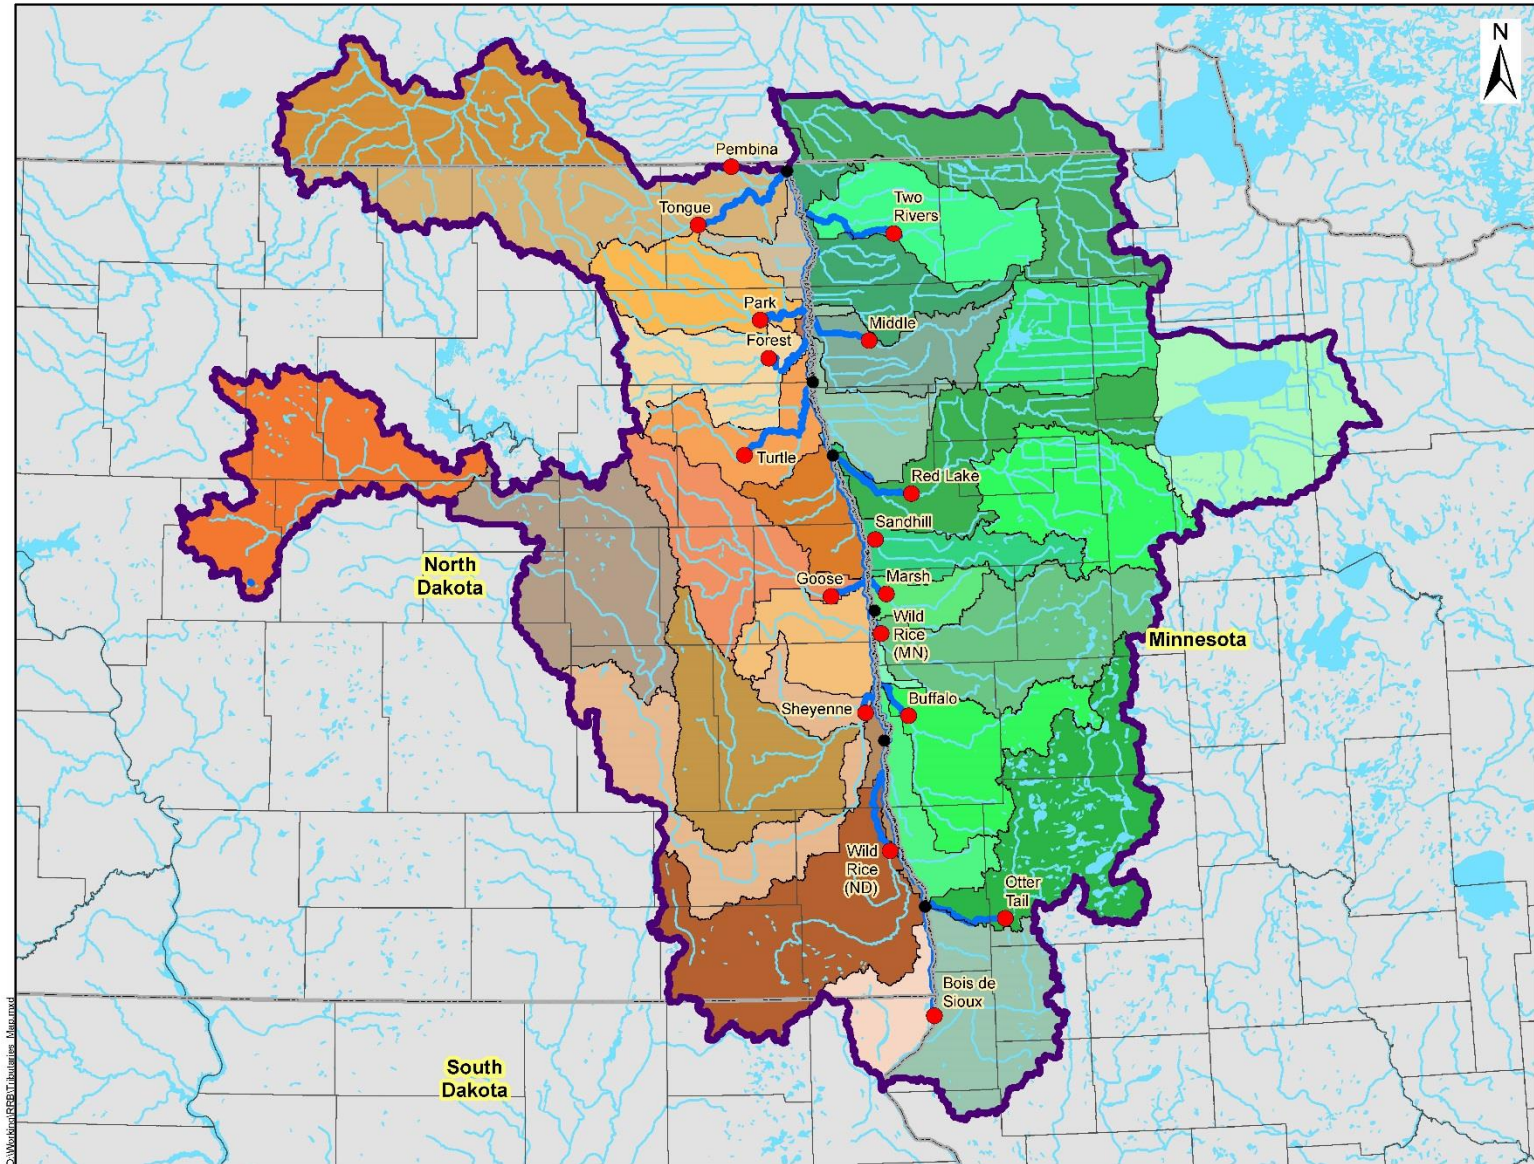 N
Pembina
Tongue
Two
Rivers
Park
Middle
Forest
Turtle
Red Lake
Sandhill
North
Dakota
Goose
Marsh
Wild
Rice
(MN)
Minnesota
Sheyenne
Buffalo
Wild
Rice
(ND)
Otter
Tail
Bois de
Sioux
South
Dakota